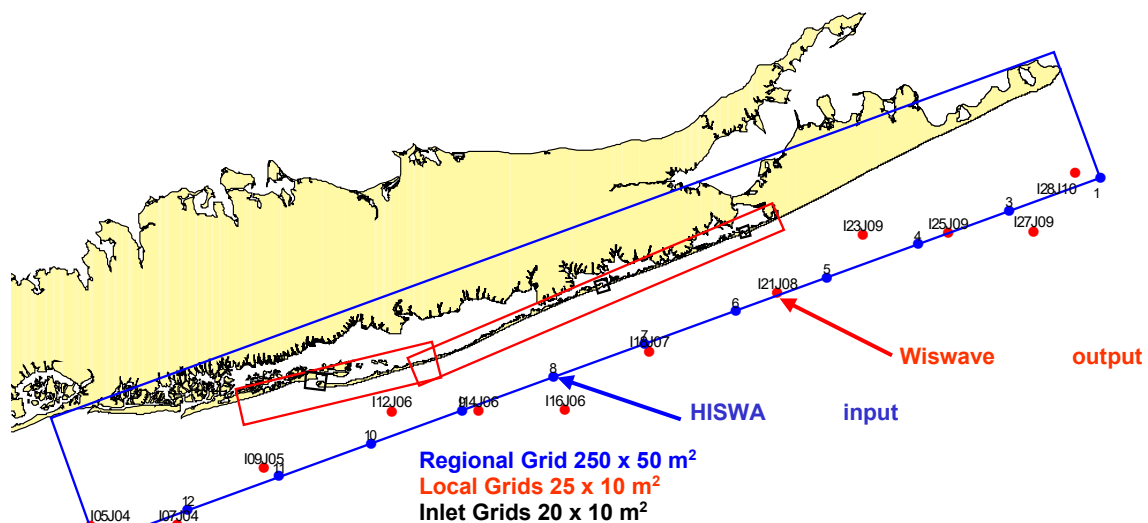 I28J10
1
3
I23J09
I25J09
I27J09
4
5
I21J08
6
7
I18J07
Wiswave output
8
HISWA input
I12J06
9
I14J06
I16J06
10
I09J05
11
Regional Grid 250 x 50 m²
Local Grids 25 x 10 m²
Inlet Grids 20 x 10 m²
12
I05J04
I07J04